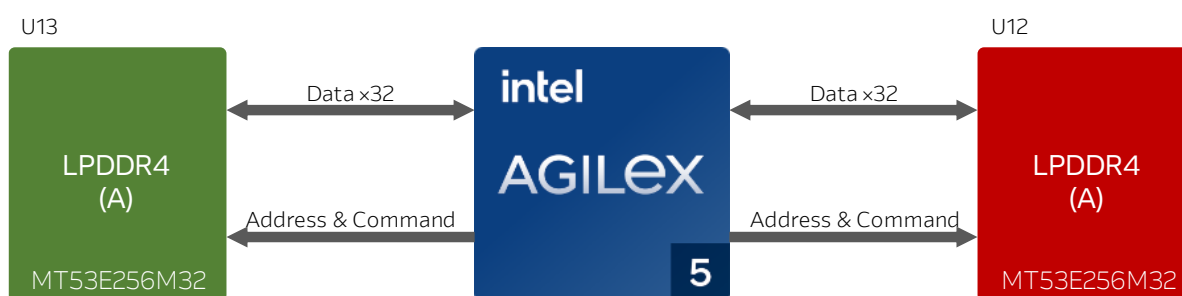 U13
U12
Data ×32
Data ×32
intel
AGILEX
5
LPDDR4
(A)
LPDDR4
(A)
Address & Command
Address & Command
MT53E256M32
MT53E256M32